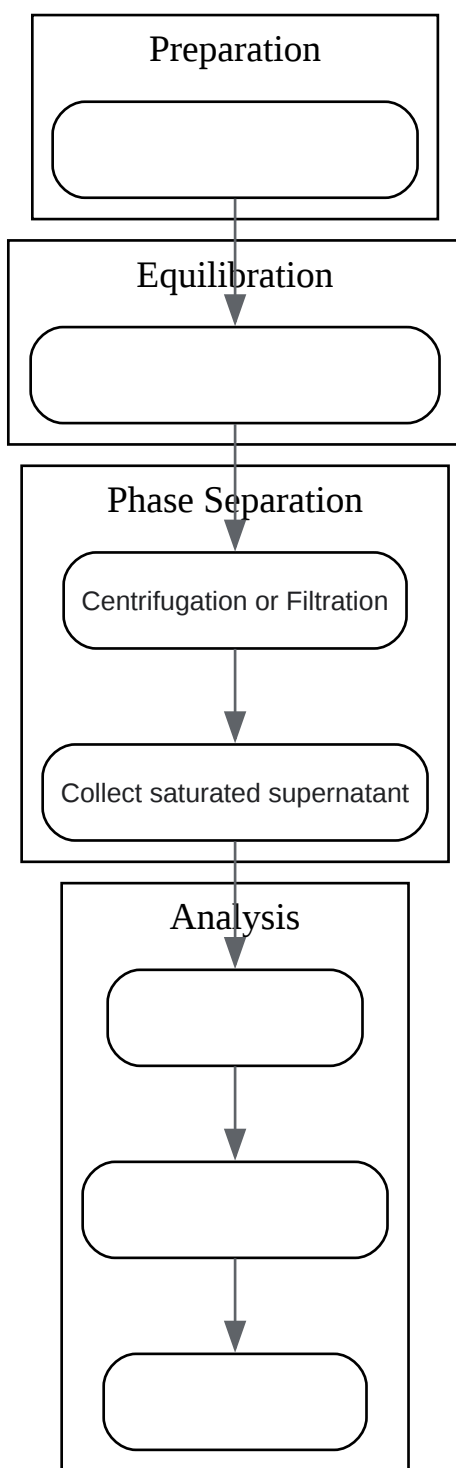 Preparation
Equilibration
Phase Separation
Centrifugation or Filtration
Collect saturated supernatant
Analysis